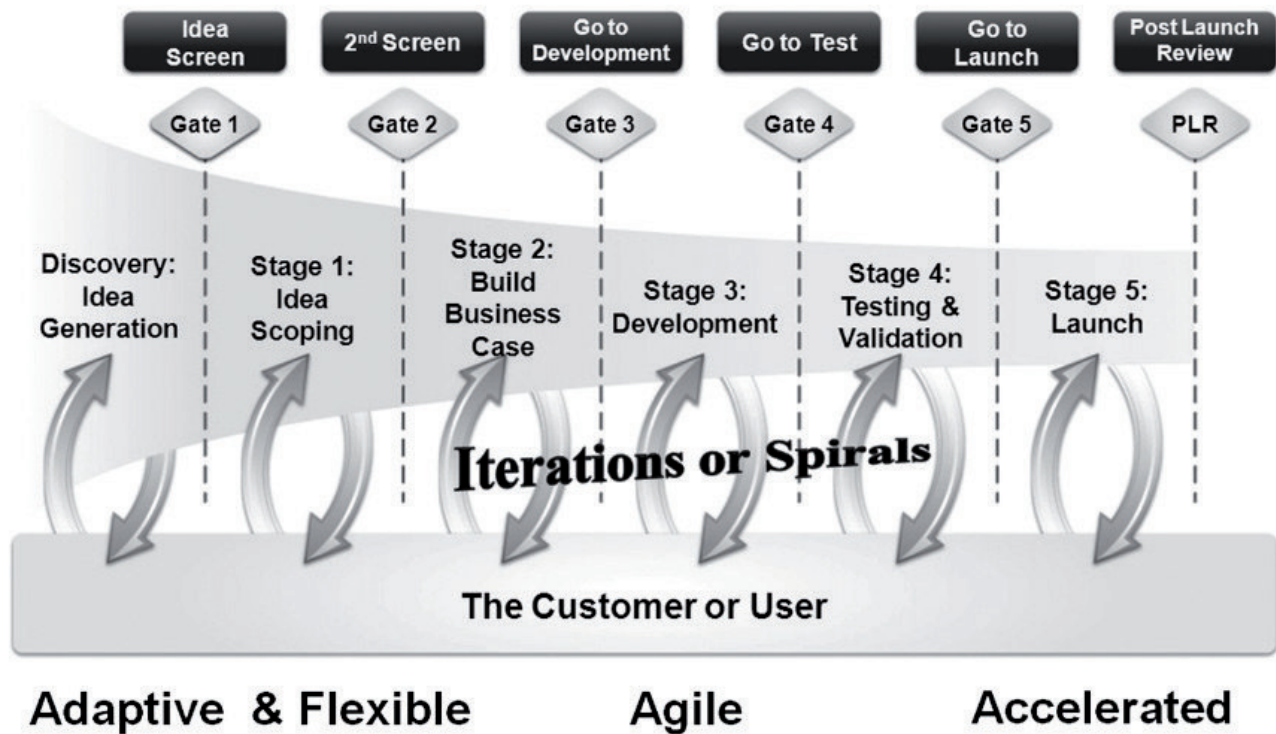 Idea
Screen
2nd Screen
Go to
Development
Go to Test
Go to
Launch
Post Launch
Review
Gate 1
Gate 2
Gate 3
Gate 4
Gate 5
PLR
Discovery:
Idea
Generation
Stage 1:
Idea
Scoping
Stage 2:
Build
Business
Case
Stage 3:
Development
Stage 4:
Testing &
Validation
Stage 5:
Launch
Iterations or Spirals
The Customer or User
Adaptive & Flexible
Agile
Accelerated